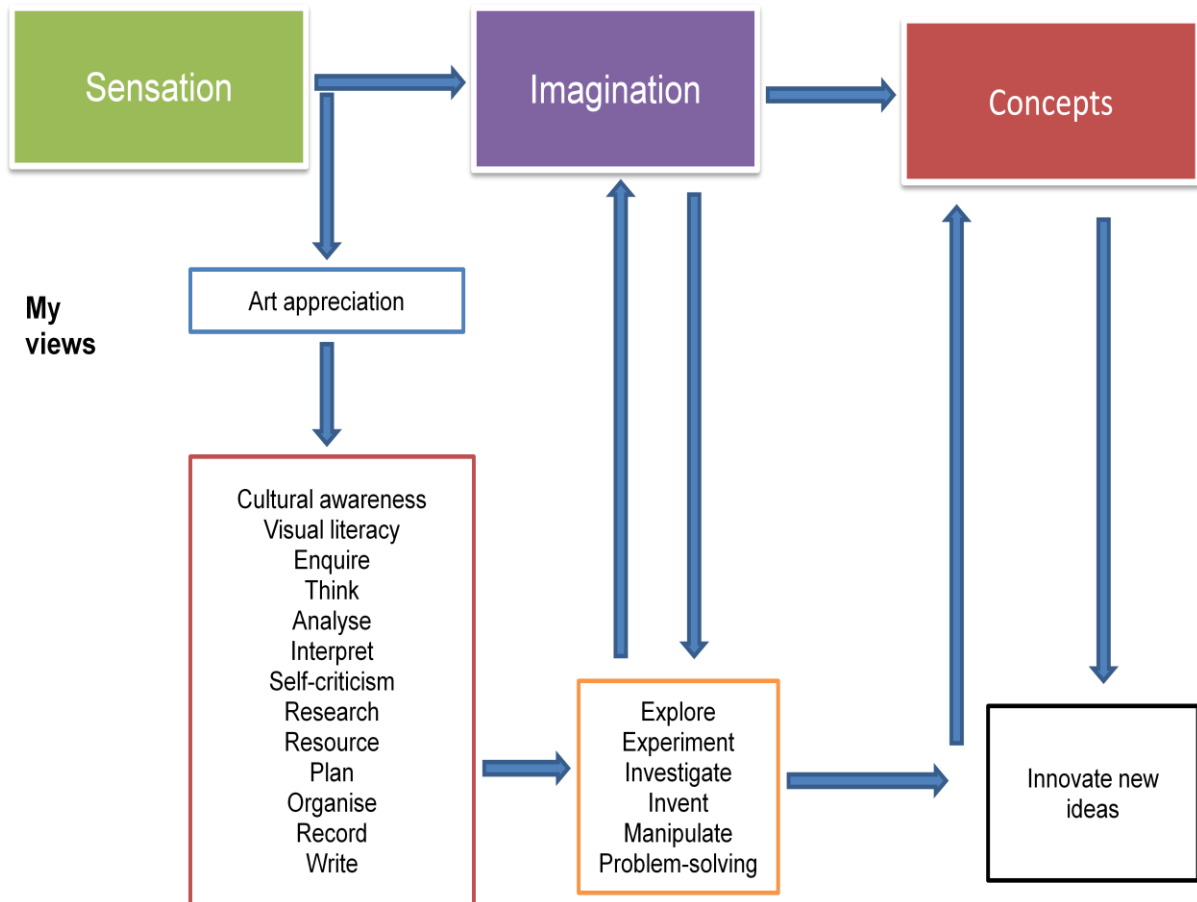 Sensation
Imagination
Concepts
My
views
Art appreciation
Cultural awareness
Visual literacy
Enquire
Think
Analyse
Interpret
Self-criticism
Research
Resource
Plan
Organise
Record
Write
Explore
Experiment
Investigate
Invent
Manipulate
Problem-solving
Innovate new
ideas